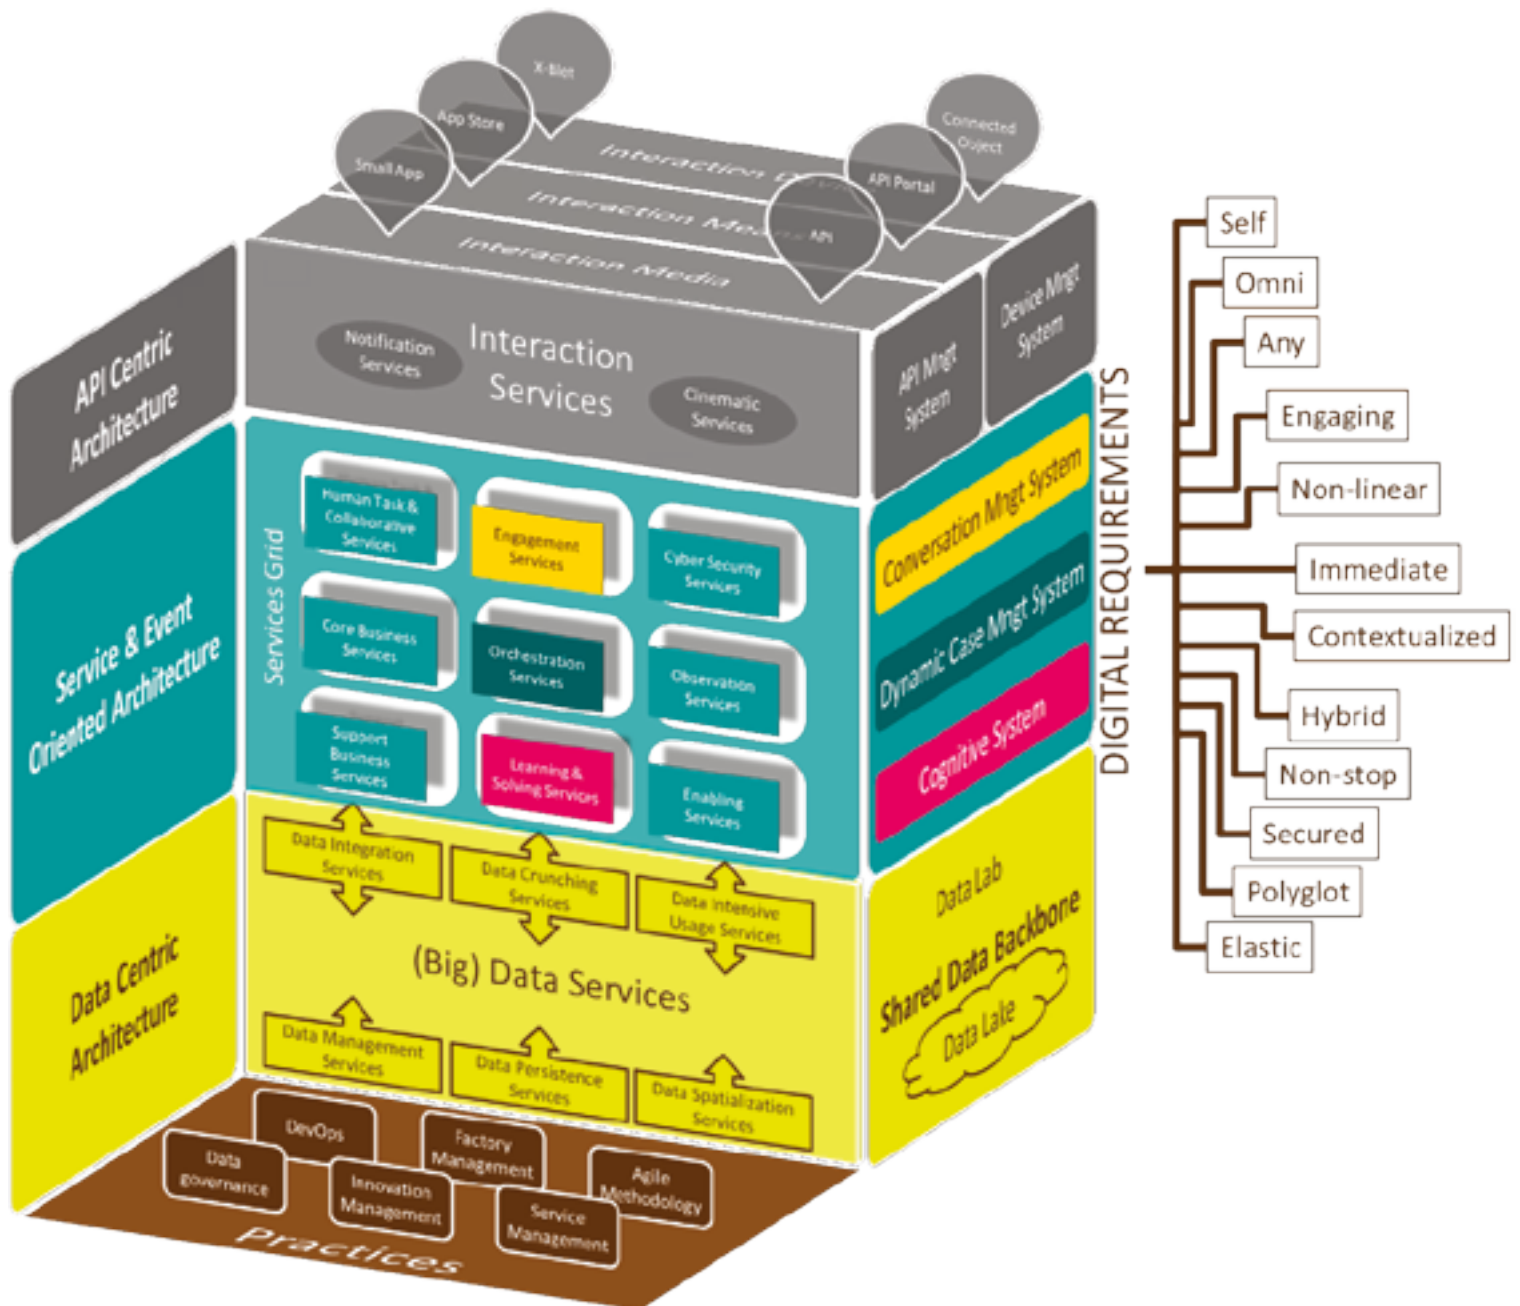 X-Blet
App Store
Small App
Connected
Object
API Portal
API
Interaction
Interaction
Interaction Media
API Centric
Architecture
Notification
Services
Interaction
Services
Cinematic
Services
API Mngt
System
Device Mngt
System
Service & Event
Oriented Architecture
Services Grid
Human Task &
Collaborative
Services
Engagement
Services
Cyber Security
Services
Core Business
Services
Orchestration
Services
Observation
Services
Support
Business
Services
Learning &
Solving Services
Enabling
Services
Conversation Mngt System
Dynamic Case Mngt System
Cognitive System
Data Centric
Architecture
Data Integration
Services
Data Crunching
Services
Data Intensive
Usage Services
(Big) Data Services
Data Management
Services
Data Persistence
Services
Data Spatialization
Services
Data Lab
Shared Data Backbone
Data Lake
DevOps
Data
governance
Factory
Management
Innovation
Management
Agile
Methodology
Service
Management
Practices
DIGITAL REQUIREMENTS
Self
Omni
Any
Engaging
Non-linear
Immediate
Contextualized
Hybrid
Non-stop
Secured
Polyglot
Elastic